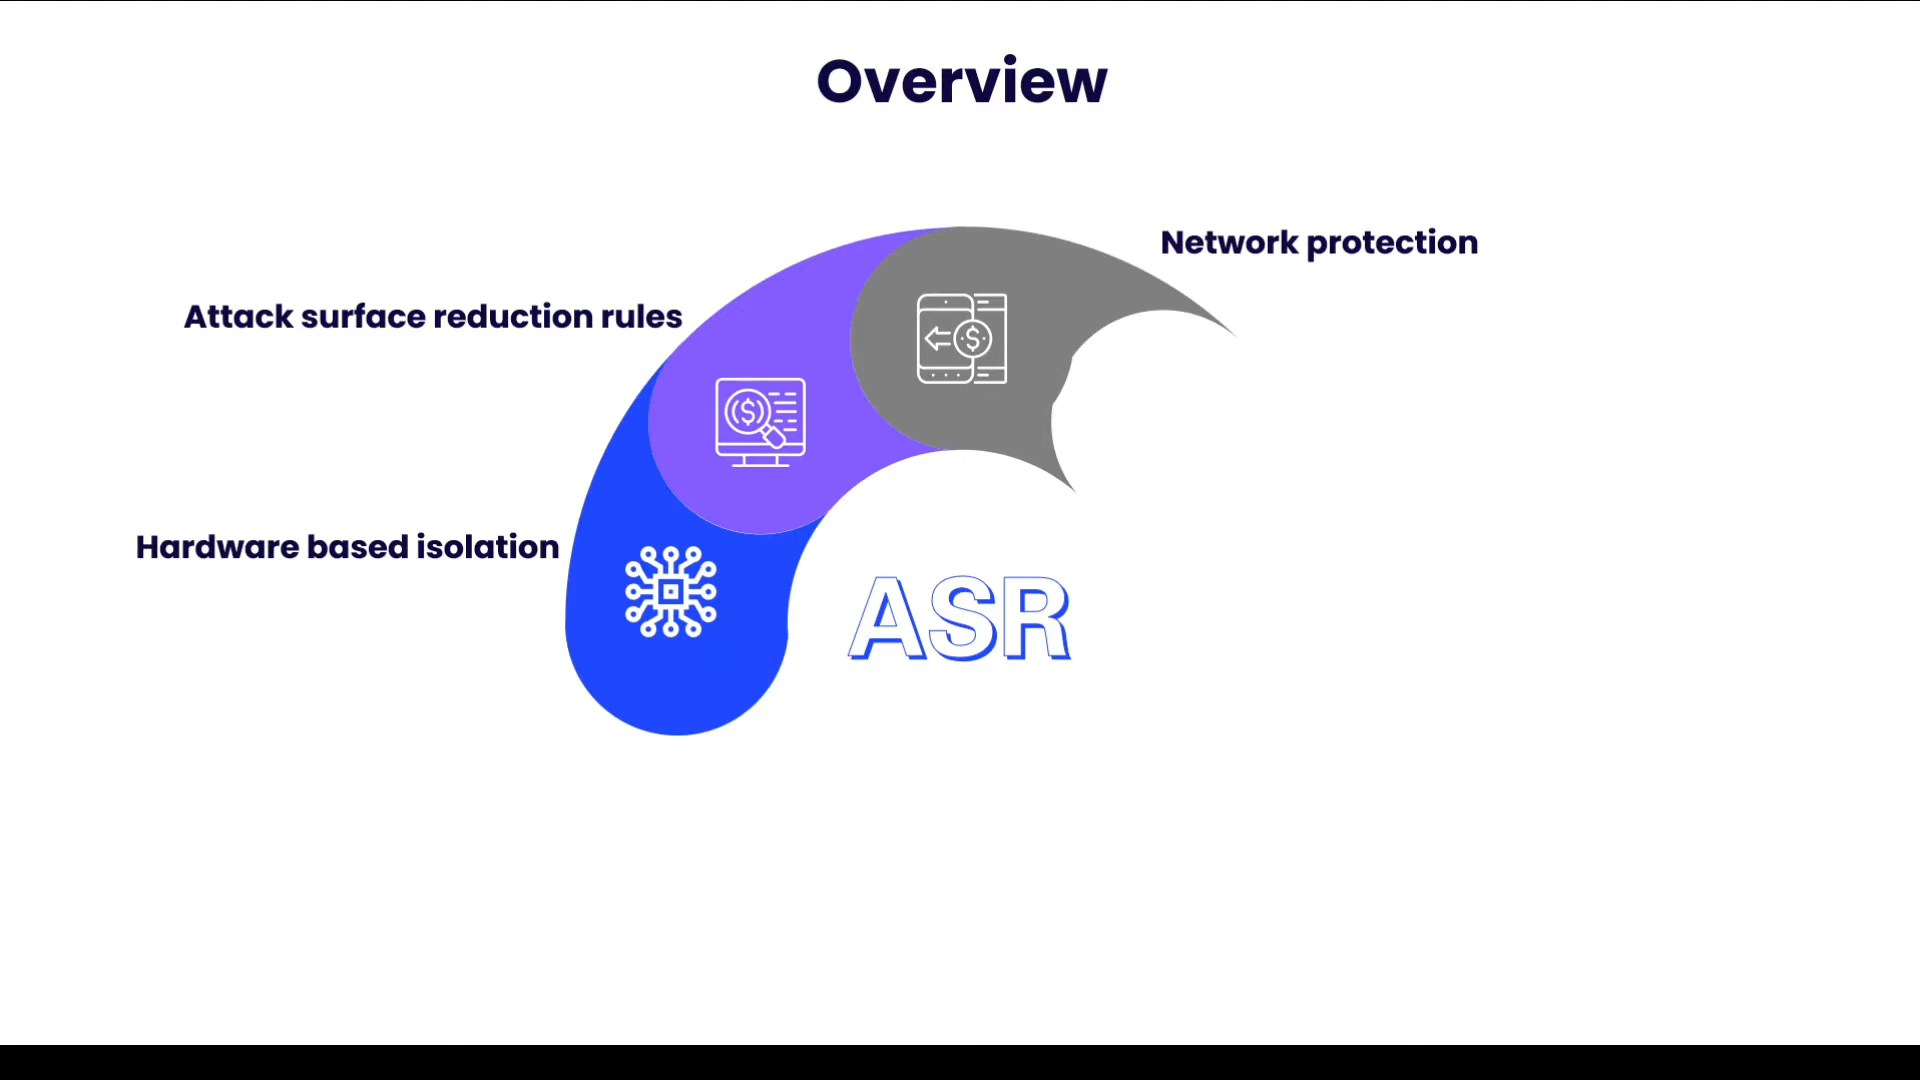 Overview
Network protection
Attack surface reduction rules
Hardware based isolation
ASR